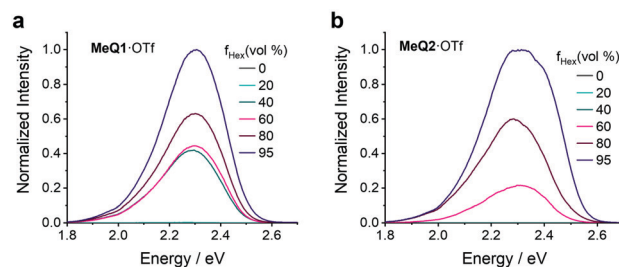 a
MeQ1·OTf
f_Hex(vol %)
0
20
40
60
80
95
Normalized Intensity
1.0
0.8
0.6
0.4
0.2
0.0
1.8 2.0 2.2 2.4 2.6
Energy / eV
b
MeQ2·OTf
f_Hex(vol %)
0
20
40
60
80
95
Normalized Intensity
1.0
0.8
0.6
0.4
0.2
0.0
1.8 2.0 2.2 2.4 2.6
Energy / eV